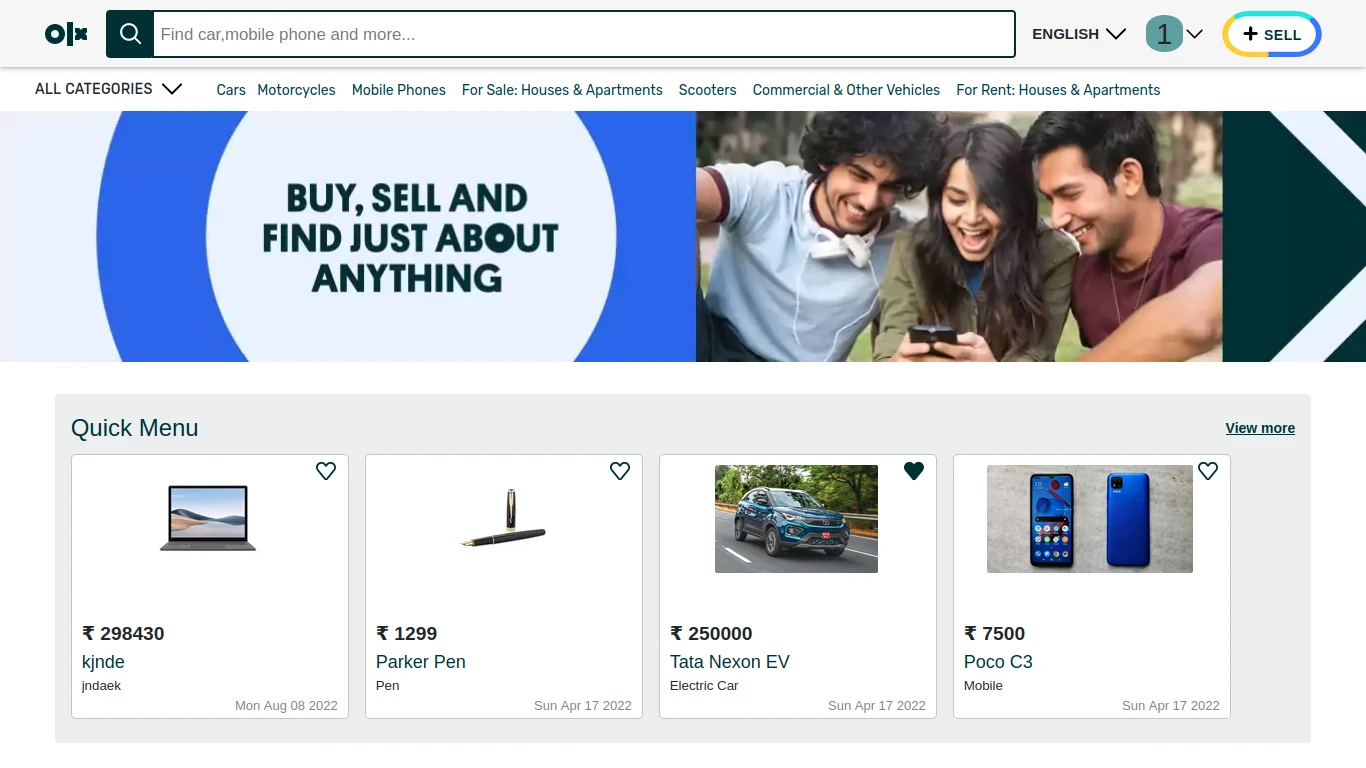 olx
Find car,mobile phone and more...
ENGLISH
1
SELL
ALL CATEGORIES
Cars Motorcycles Mobile Phones For Sale: Houses & Apartments Scooters Commercial & Other Vehicles For Rent: Houses & Apartments
BUY, SELL AND
FIND JUST ABOUT
ANYTHING
Quick Menu
View more
₹ 298430
kjnde
jndaek
Mon Aug 08 2022
₹ 1299
Parker Pen
Pen
Sun Apr 17 2022
₹ 250000
Tata Nexon EV
Electric Car
Sun Apr 17 2022
₹ 7500
Poco C3
Mobile
Sun Apr 17 2022